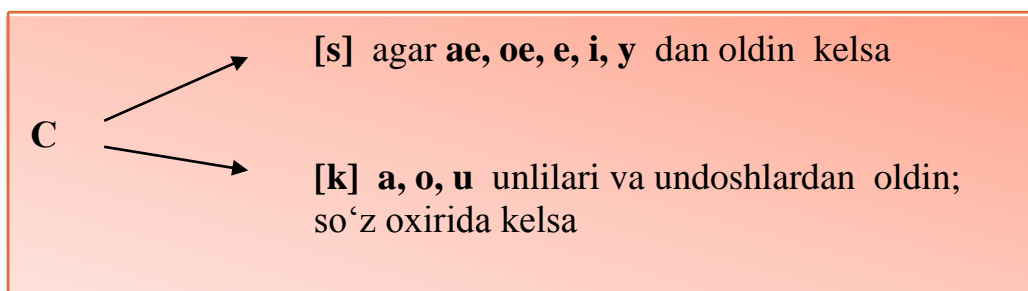 [s] agar ae, oe, e, i, y dan oldin kelsa
C
[k] a, o, u unlilari va undoshlardan oldin;
so‘z oxirida kelsa